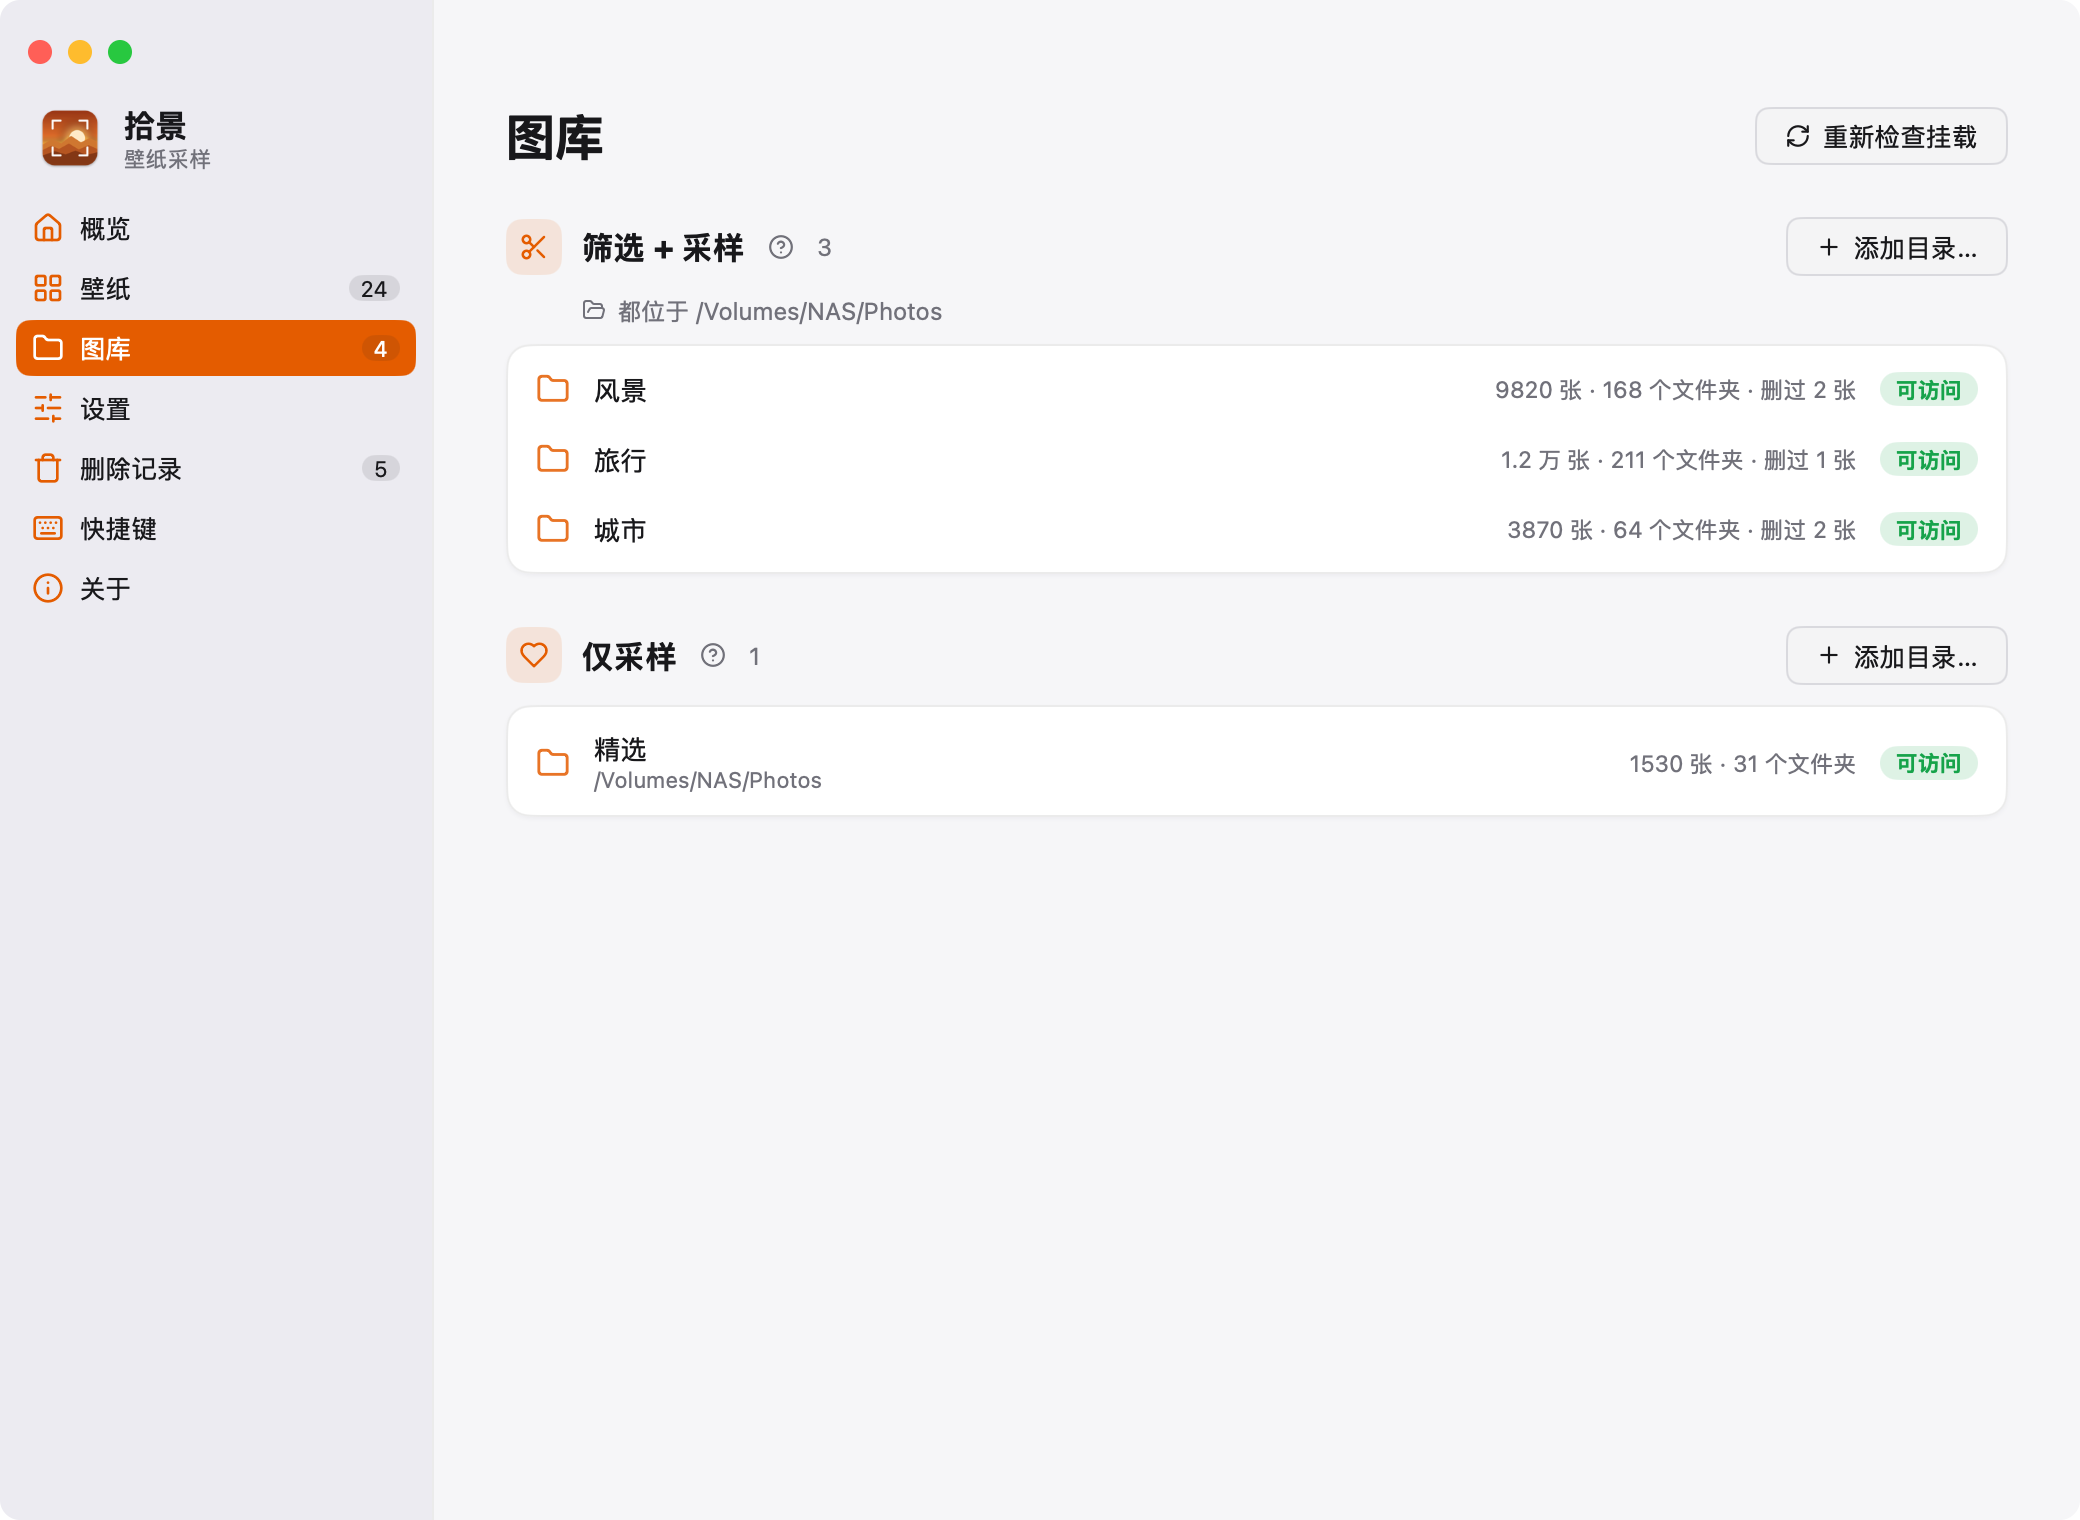 拾景
壁纸采样
概览
壁纸 24
图库 4
设置
删除记录 5
快捷键
关于
图库
重新检查挂载
筛选 + 采样 3
添加目录...
都位于 /Volumes/NAS/Photos
风景 9820 张 · 168 个文件夹 · 删过 2 张 可访问
旅行 1.2 万 张 · 211 个文件夹 · 删过 1 张 可访问
城市 3870 张 · 64 个文件夹 · 删过 2 张 可访问
仅采样 1
添加目录...
精选
/Volumes/NAS/Photos
1530 张 · 31 个文件夹 可访问